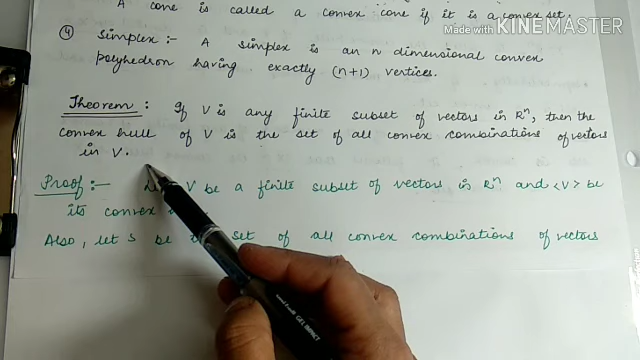 A cone is called a convex cone if it is a convex set.
Made with KINEMASTER
④ Simplex :- A simplex is an n dimensional convex
polyhedron having exactly (n+1) vertices.
Theorem : If V is any finite subset of vectors in Rⁿ, then the
convex hull of V is the set of all convex combinations of vectors
in V.
Proof :- V be a finite subset of vectors in Rⁿ and <V> be
its convex
Also, let S be set of all convex combinations of vectors
GEL IMPACT